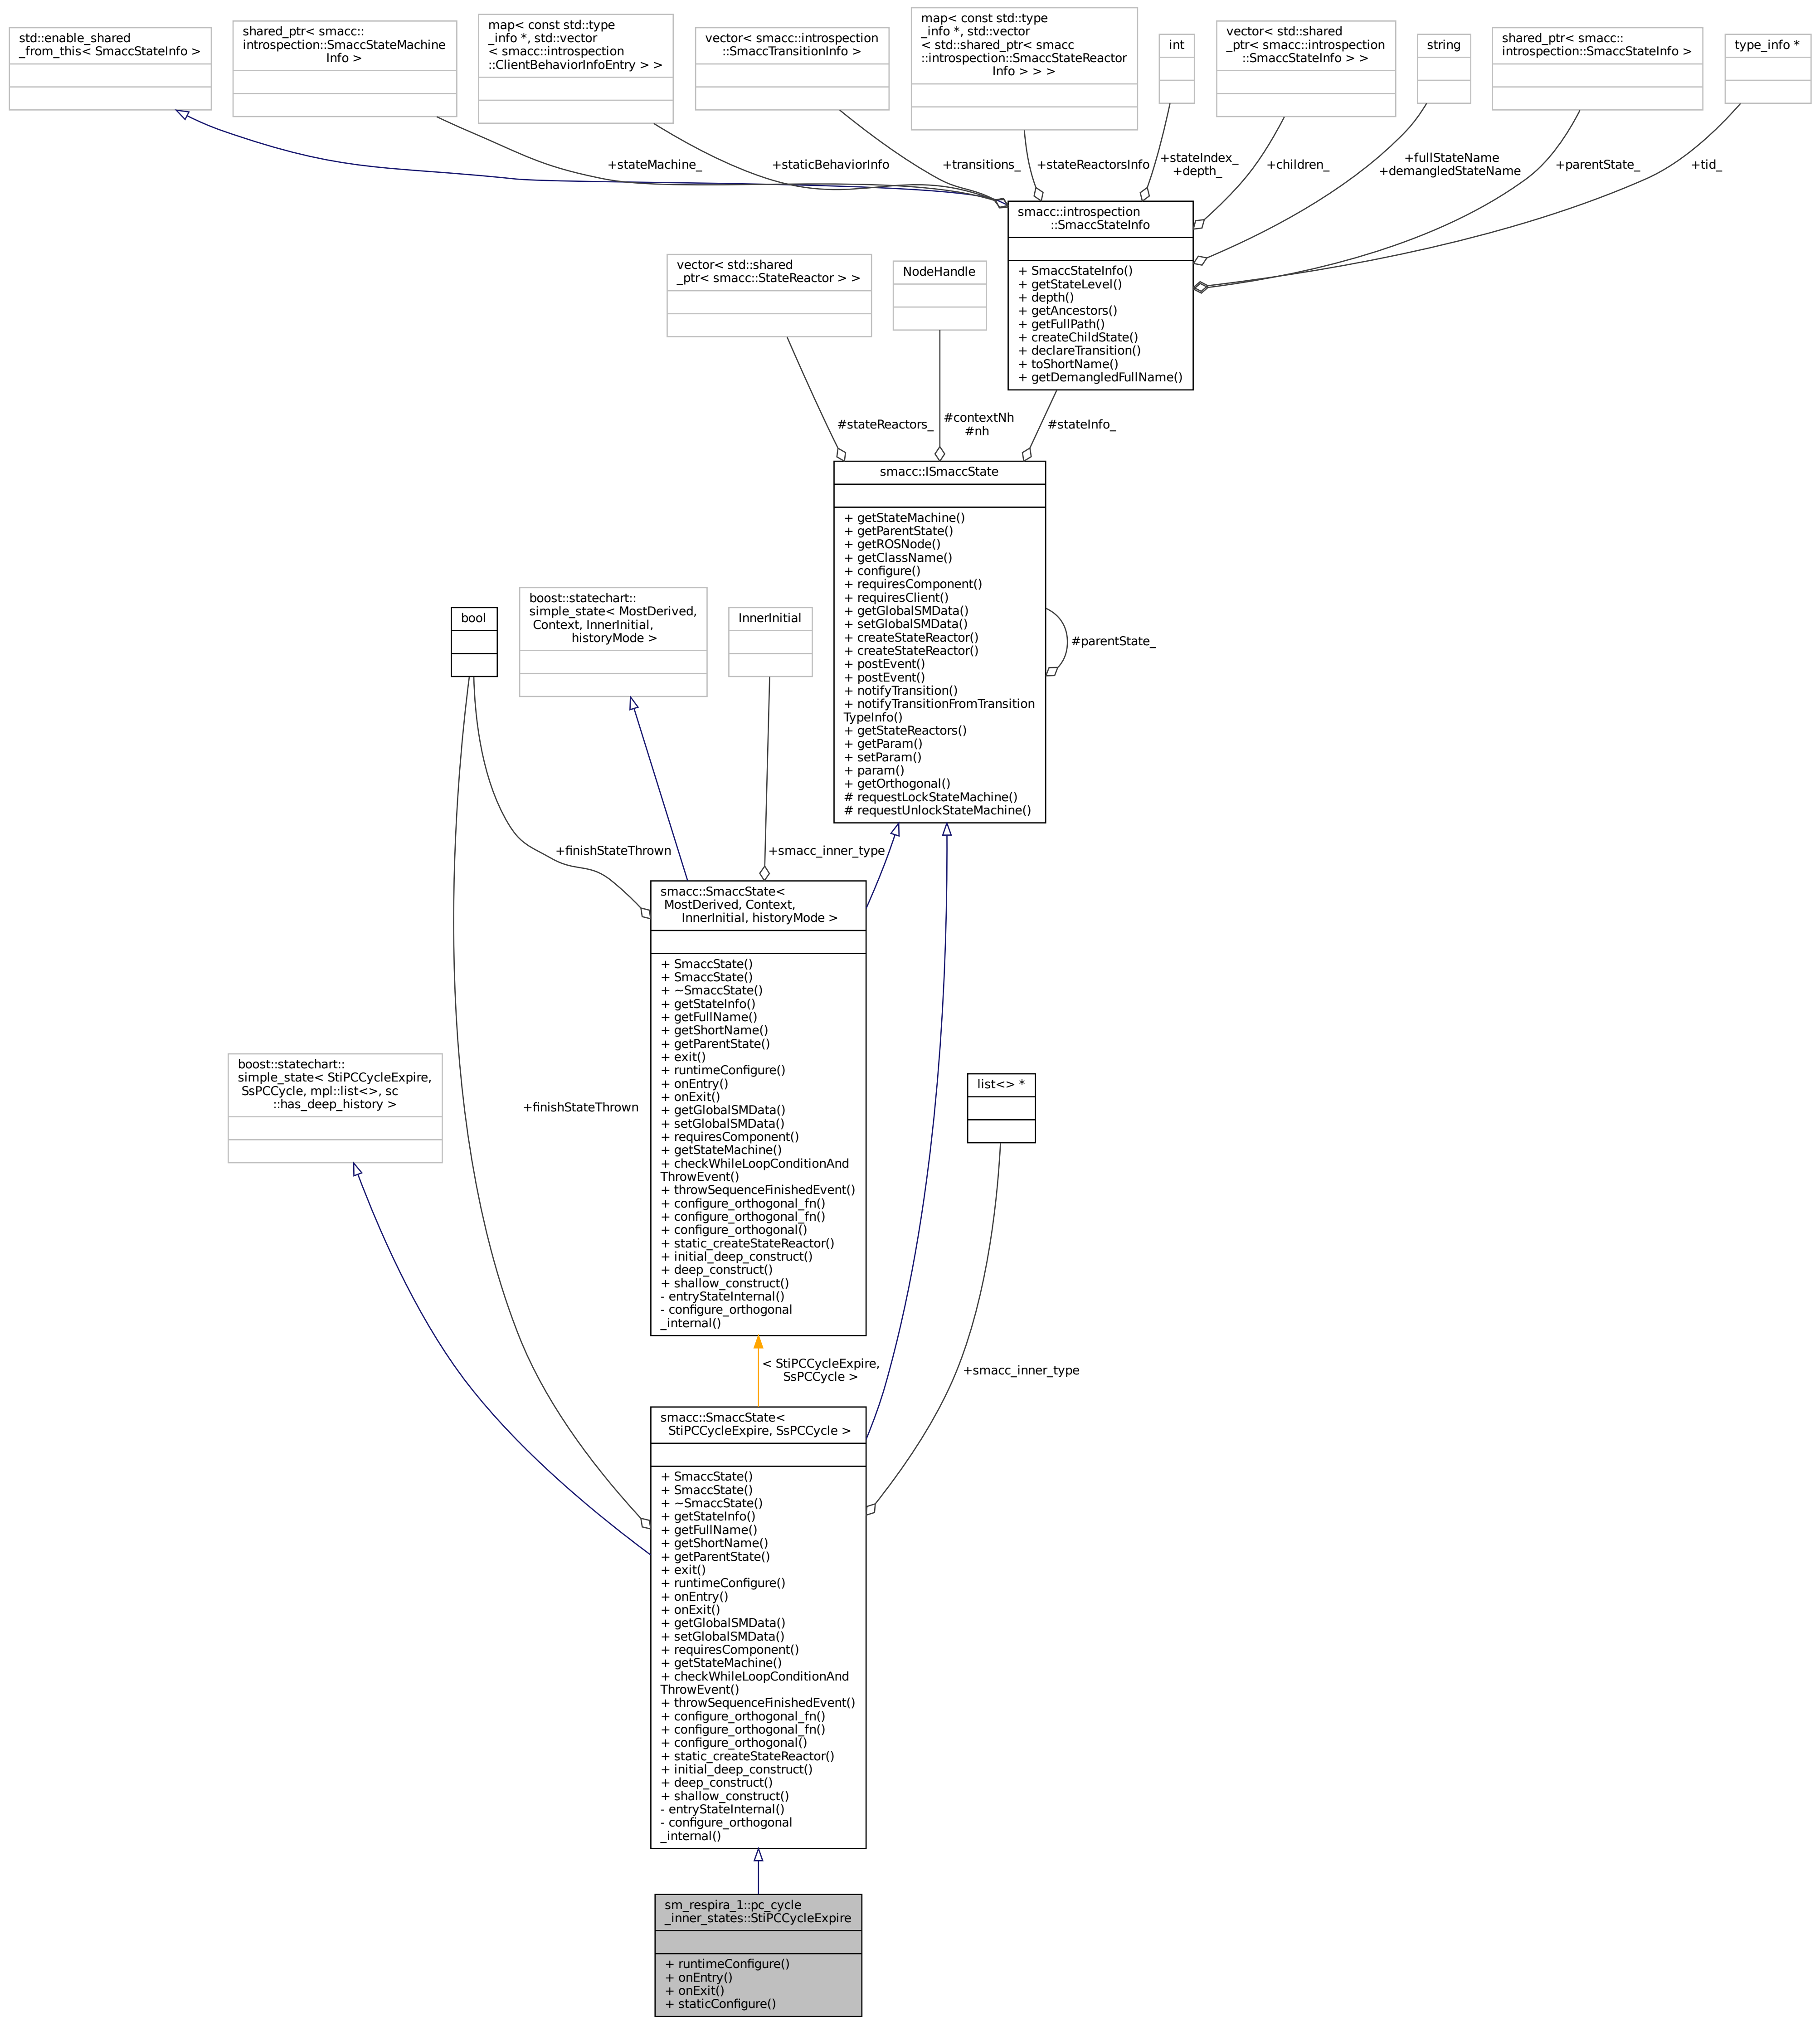 std::enable_shared
_from_this< SmaccStateInfo >
shared_ptr< smacc::
introspection::SmaccStateMachine
Info >
map< const std::type
_info *, std::vector
< smacc::introspection
::ClientBehaviorInfoEntry > >
vector< smacc::introspection
::SmaccTransitionInfo >
map< const std::type
_info *, std::vector
< std::shared_ptr< smacc
::introspection::SmaccStateReactor
Info > > >
int
vector< std::shared
_ptr< smacc::introspection
::SmaccStateInfo > >
string
shared_ptr< smacc::
introspection::SmaccStateInfo >
type_info *
+stateMachine_
+staticBehaviorInfo
+transitions_
+stateReactorsInfo
+stateIndex_
+depth_
+children_
+fullStateName
+demangledStateName
+parentState_
+tid_
smacc::introspection
::SmaccStateInfo
+ SmaccStateInfo()
+ getStateLevel()
+ depth()
+ getAncestors()
+ getFullPath()
+ createChildState()
+ declareTransition()
+ toShortName()
+ getDemangledFullName()
vector< std::shared
_ptr< smacc::StateReactor > >
NodeHandle
#stateReactors_
#contextNh
#nh
#stateInfo_
smacc::ISmaccState
+ getStateMachine()
+ getParentState()
+ getROSNode()
+ getClassName()
+ configure()
+ requiresComponent()
+ requiresClient()
+ getGlobalSMData()
+ setGlobalSMData()
+ createStateReactor()
+ createStateReactor()
+ postEvent()
+ postEvent()
+ notifyTransition()
+ notifyTransitionFromTransition
TypeInfo()
+ getStateReactors()
+ getParam()
+ setParam()
+ param()
+ getOrthogonal()
# requestLockStateMachine()
# requestUnlockStateMachine()
#parentState_
bool
boost::statechart::
simple_state< MostDerived,
Context, InnerInitial,
historyMode >
InnerInitial
+finishStateThrown
+smacc_inner_type
smacc::SmaccState<
MostDerived, Context,
InnerInitial, historyMode >
+ SmaccState()
+ SmaccState()
+ ~SmaccState()
+ getStateInfo()
+ getFullName()
+ getShortName()
+ getParentState()
+ exit()
+ runtimeConfigure()
+ onEntry()
+ onExit()
+ getGlobalSMData()
+ setGlobalSMData()
+ requiresComponent()
+ getStateMachine()
+ checkWhileLoopConditionAnd
ThrowEvent()
+ throwSequenceFinishedEvent()
+ configure_orthogonal_fn()
+ configure_orthogonal_fn()
+ configure_orthogonal()
+ static_createStateReactor()
+ initial_deep_construct()
+ deep_construct()
+ shallow_construct()
- entryStateInternal()
- configure_orthogonal
_internal()
boost::statechart::
simple_state< StiPCCycleExpire,
SsPCCycle, mpl::list<>, sc
::has_deep_history >
+finishStateThrown
list<> *
< StiPCCycleExpire,
SsPCCycle >
+smacc_inner_type
smacc::SmaccState<
StiPCCycleExpire, SsPCCycle >
+ SmaccState()
+ SmaccState()
+ ~SmaccState()
+ getStateInfo()
+ getFullName()
+ getShortName()
+ getParentState()
+ exit()
+ runtimeConfigure()
+ onEntry()
+ onExit()
+ getGlobalSMData()
+ setGlobalSMData()
+ requiresComponent()
+ getStateMachine()
+ checkWhileLoopConditionAnd
ThrowEvent()
+ throwSequenceFinishedEvent()
+ configure_orthogonal_fn()
+ configure_orthogonal_fn()
+ configure_orthogonal()
+ static_createStateReactor()
+ initial_deep_construct()
+ deep_construct()
+ shallow_construct()
- entryStateInternal()
- configure_orthogonal
_internal()
sm_respira_1::pc_cycle
_inner_states::StiPCCycleExpire
+ runtimeConfigure()
+ onEntry()
+ onExit()
+ staticConfigure()